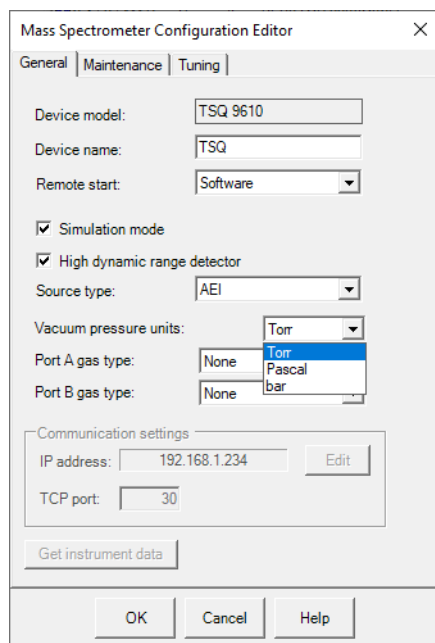 Mass Spectrometer Configuration Editor
General Maintenance Tuning
Device model: TSQ 9610
Device name: TSQ
Remote start: Software
Simulation mode
High dynamic range detector
Source type: AEI
Vacuum pressure units: Torr
Torr
Port A gas type: None Pascal
bar
Port B gas type: None
Communication settings
IP address: 192.168.1.234 Edit
TCP port: 30
Get instrument data
OK Cancel Help